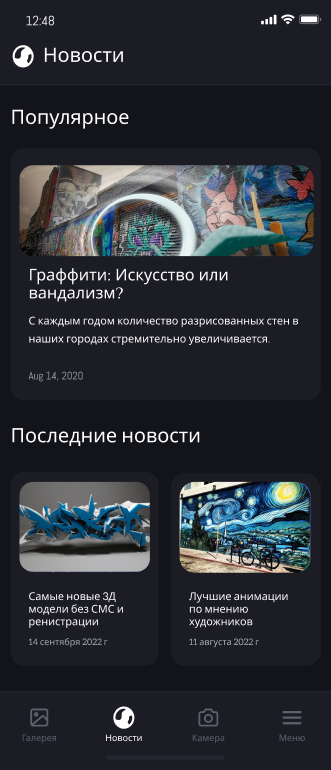 12:48
Новости
Популярное
Граффити: Искусство или
вандализм?
С каждым годом количество разрисованных стен в
наших городах стремительно увеличивается.
Aug 14, 2020
Последние новости
Самые новые 3Д
модели без СМС и
ренистрации
14 сентября 2022 г
Лучшие анимации
по мнению
художников
11 августа 2022 г
Галерея
Новости
Камера
Меню